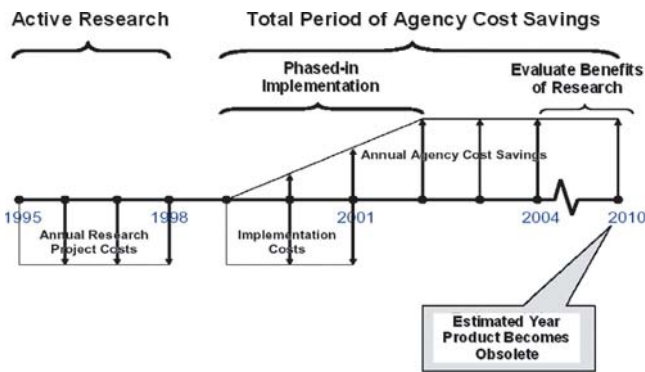 Active Research
Total Period of Agency Cost Savings
Phased-in
Implementation
Evaluate Benefits
of Research
Annual Agency Cost Savings
1995
1998
2001
2004
2010
Annual Research
Project Costs
Implementation
Costs
Estimated Year
Product Becomes
Obsolete